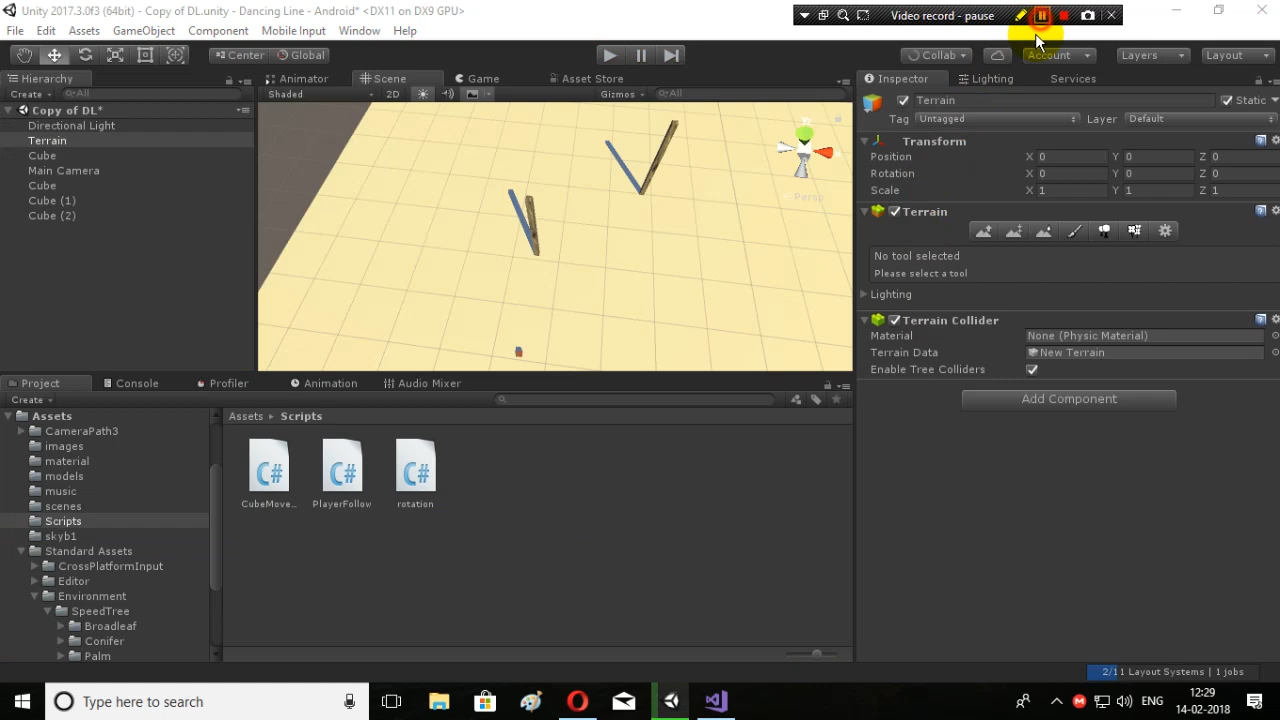 Unity 2017.3.0f3 (64bit) - Copy of DL.unity - Dancing Line - Android* <DX11 on DX9 GPU>
Video record - pause
File Edit Assets GameObject Component Mobile Input Window Help
Center Global Collab Account Layers Layout
Hierarchy Animator Scene Game Asset Store Inspector Lighting Services
Create All Shaded 2D Gizmos All Terrain Static
Copy of DL* Tag Untagged Layer Default
Directional Light
Terrain Transform
Cube Position X 0 Y 0 Z 0
Main Camera Rotation X 0 Y 0 Z 0
Cube Scale X 1 Y 1 Z 1
Cube (1)
Cube (2) Terrain
Persp
No tool selected
Please select a tool
Lighting
Terrain Collider
Material None (Physic Material)
Terrain Data New Terrain
Enable Tree Colliders
Project Console Profiler Animation Audio Mixer
Create Add Component
Assets Assets Scripts
CameraPath3
images
material
models
music
scenes CubeMove... PlayerFollow rotation
Scripts
skyb1
Standard Assets
CrossPlatformInput
Editor
Environment
SpeedTree
Broadleaf
Conifer
Palm
2/11 Layout Systems | 1 jobs
Type here to search
ENG
12:29
14-02-2018